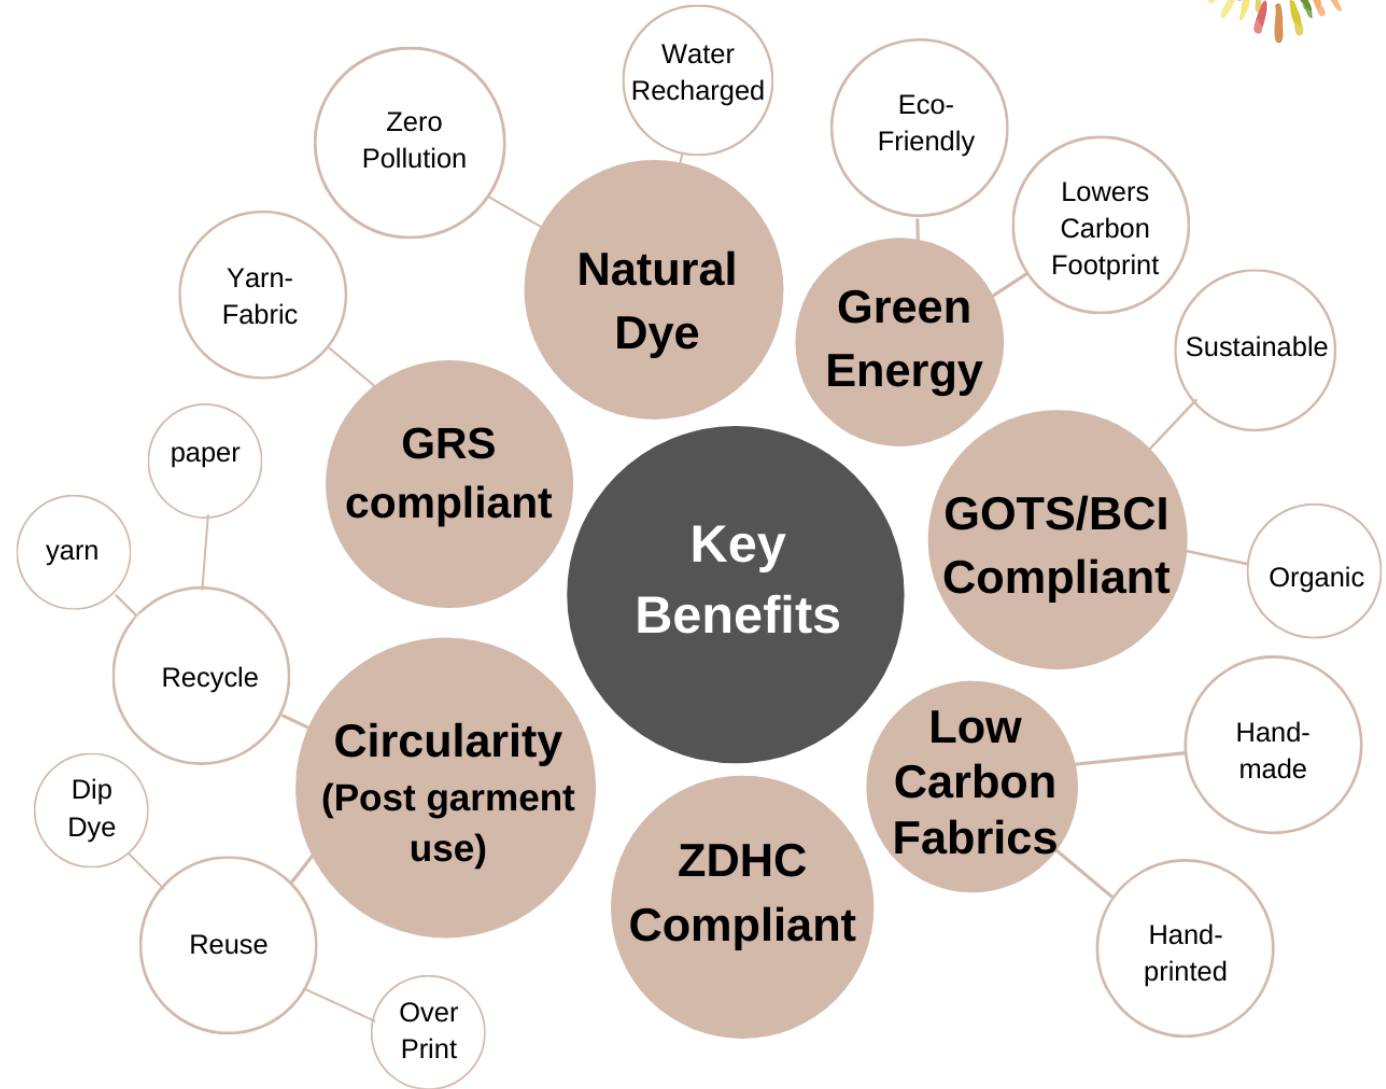 Water
Recharged
Zero
Pollution
Eco-
Friendly
Lowers
Carbon
Footprint
Yarn-
Fabric
Natural
Dye
Green
Energy
Sustainable
GRS
compliant
paper
yarn
Key
Benefits
GOTS/BCI
Compliant
Organic
Recycle
Circularity
(Post garment
use)
Low
Carbon
Fabrics
Hand-
made
Dip
Dye
ZDHC
Compliant
Reuse
Hand-
printed
Over
Print